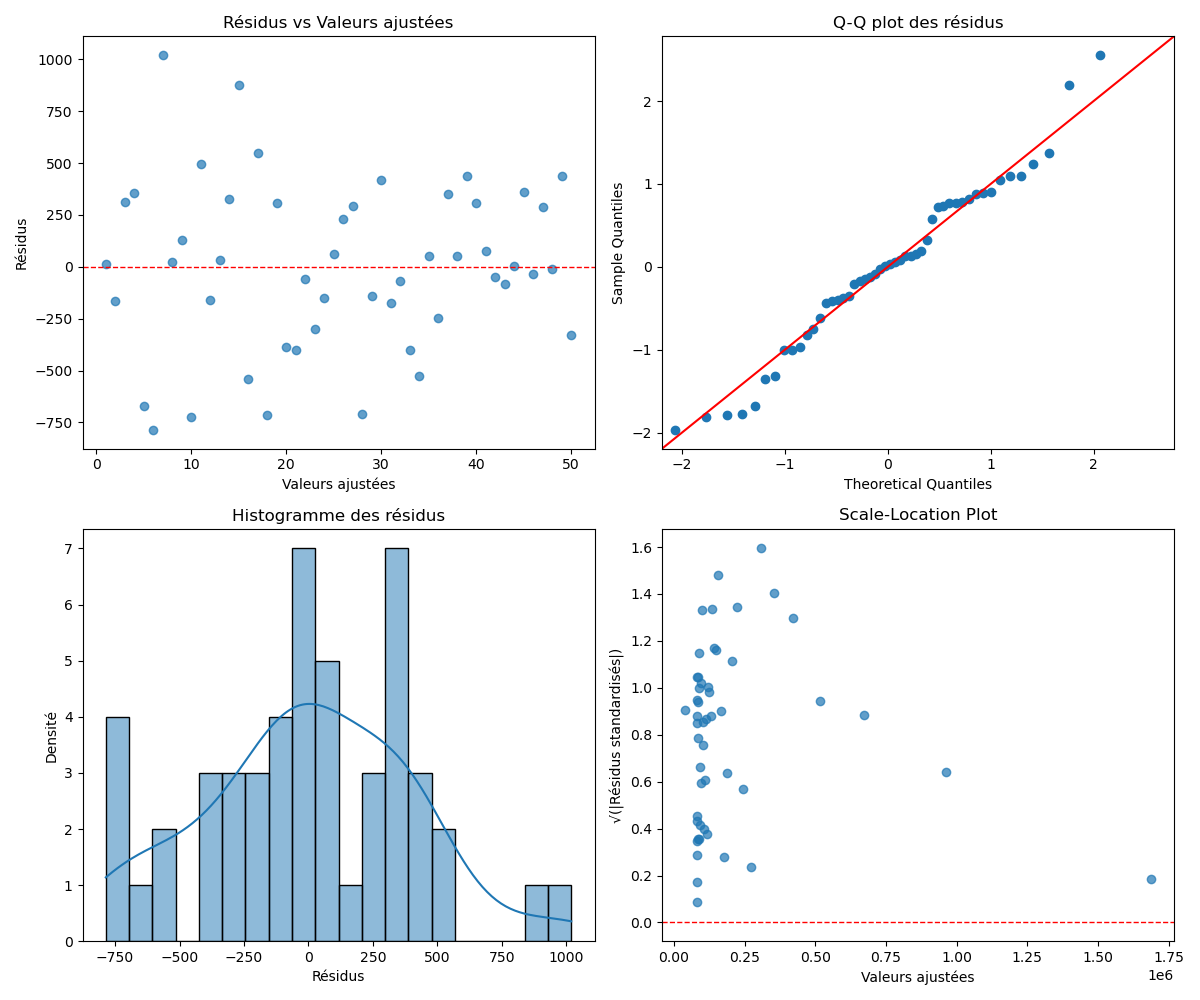 Résidus vs Valeurs ajustées
1000
750
500
250
0
−250
−500
−750
Résidus
0 10 20 30 40 50
Valeurs ajustées
Q-Q plot des résidus
2
1
0
−1
−2
Sample Quantiles
−2 −1 0 1 2
Theoretical Quantiles
Histogramme des résidus
7
6
5
4
3
2
1
0
Densité
−750 −500 −250 0 250 500 750 1000
Résidus
Scale-Location Plot
1.6
1.4
1.2
1.0
0.8
0.6
0.4
0.2
0.0
√(|Résidus standardisés|)
0.00 0.25 0.50 0.75 1.00 1.25 1.50 1.75
1e6
Valeurs ajustées